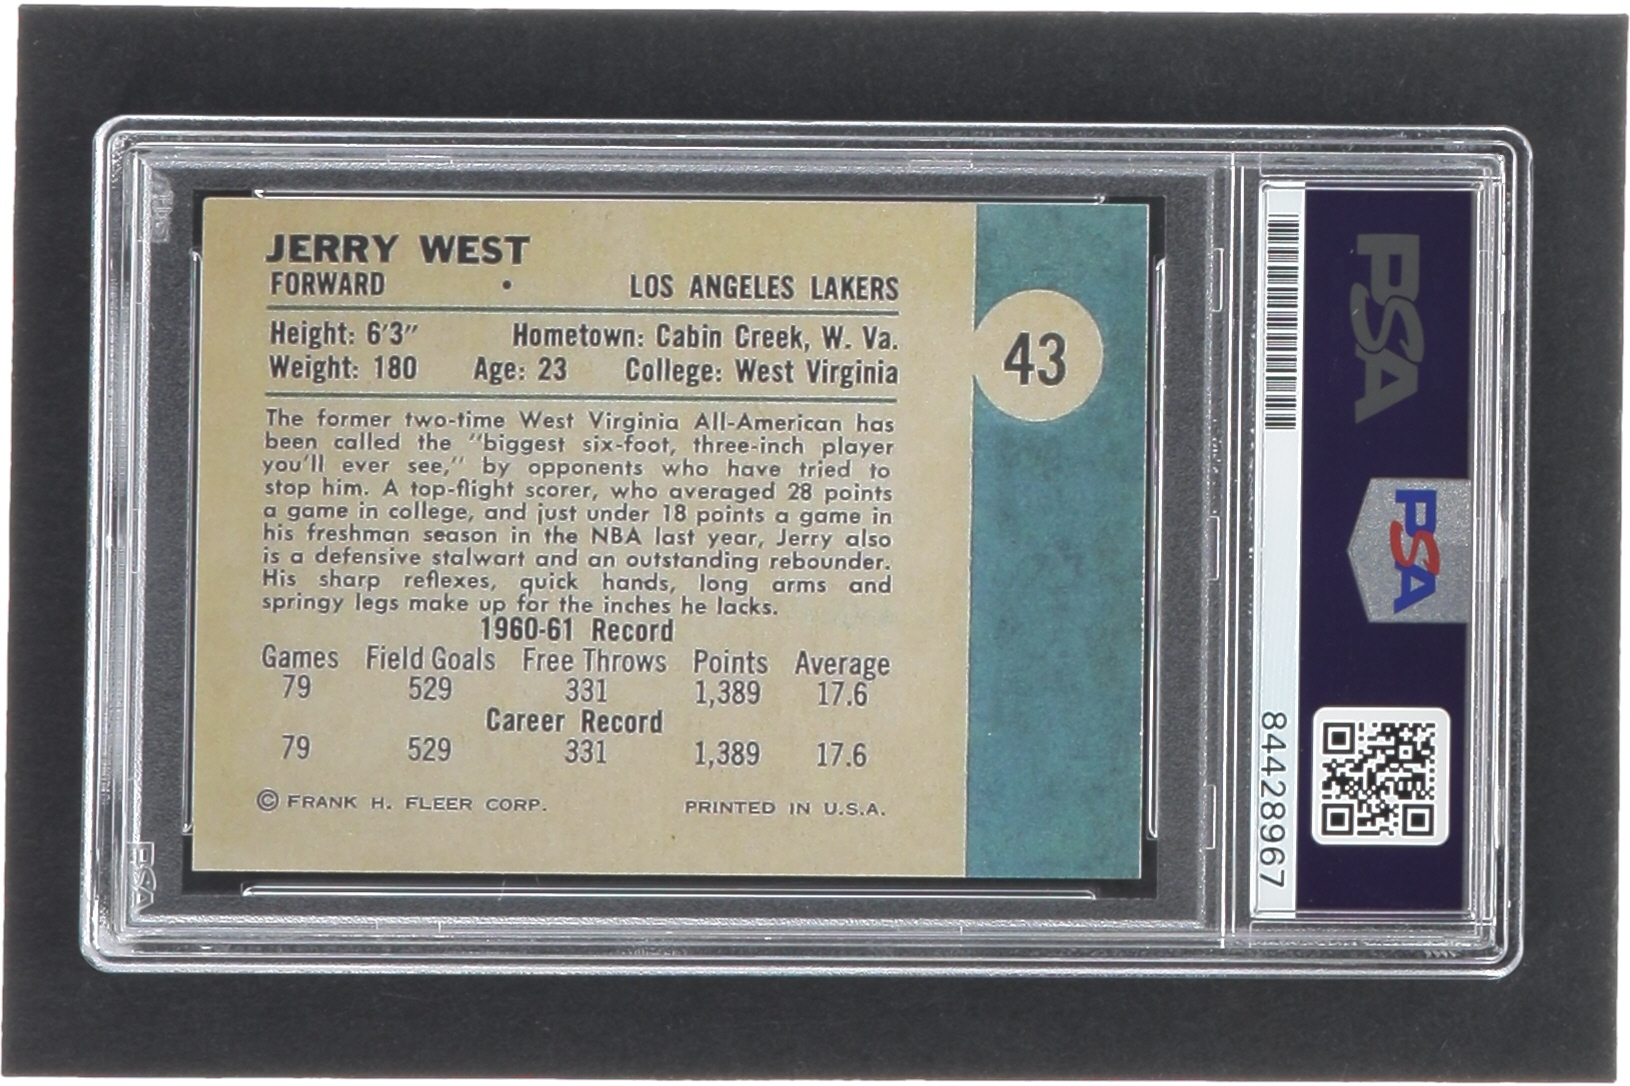 JERRY WEST
FORWARD • LOS ANGELES LAKERS
Height: 6'3" Hometown: Cabin Creek, W. Va.
Weight: 180 Age: 23 College: West Virginia
43
The former two-time West Virginia All-American has
been called the "biggest six-foot, three-inch player
you'll ever see," by opponents who have tried to
stop him. A top-flight scorer, who averaged 28 points
a game in college, and just under 18 points a game in
his freshman season in the NBA last year, Jerry also
is a defensive stalwart and an outstanding rebounder.
His sharp reflexes, quick hands, long arms and
springy legs make up for the inches he lacks.
1960-61 Record
Games Field Goals Free Throws Points Average
79 529 331 1,389 17.6
Career Record
79 529 331 1,389 17.6
© FRANK H. FLEER CORP. PRINTED IN U.S.A.
PSA
PSA
84428967
PSA